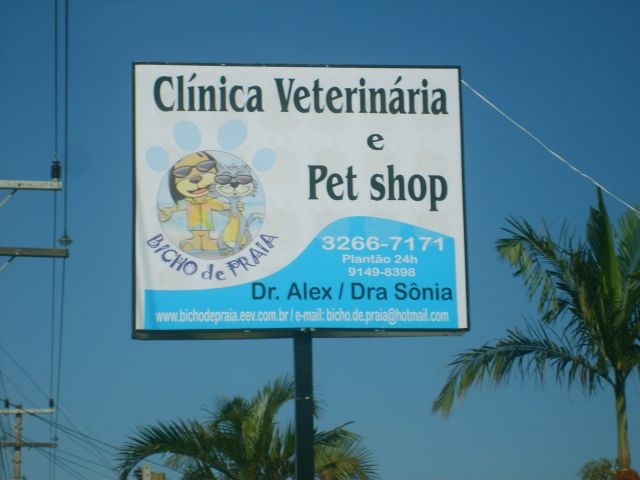 Clínica Veterinária
e
Pet shop
BICHO de PRAIA
3266-7171
Plantão 24h
9149-8398
Dr. Alex / Dra Sônia
www.bichodepraia.eev.com.br / e-mail: bicho.de.praia@hotmail.com